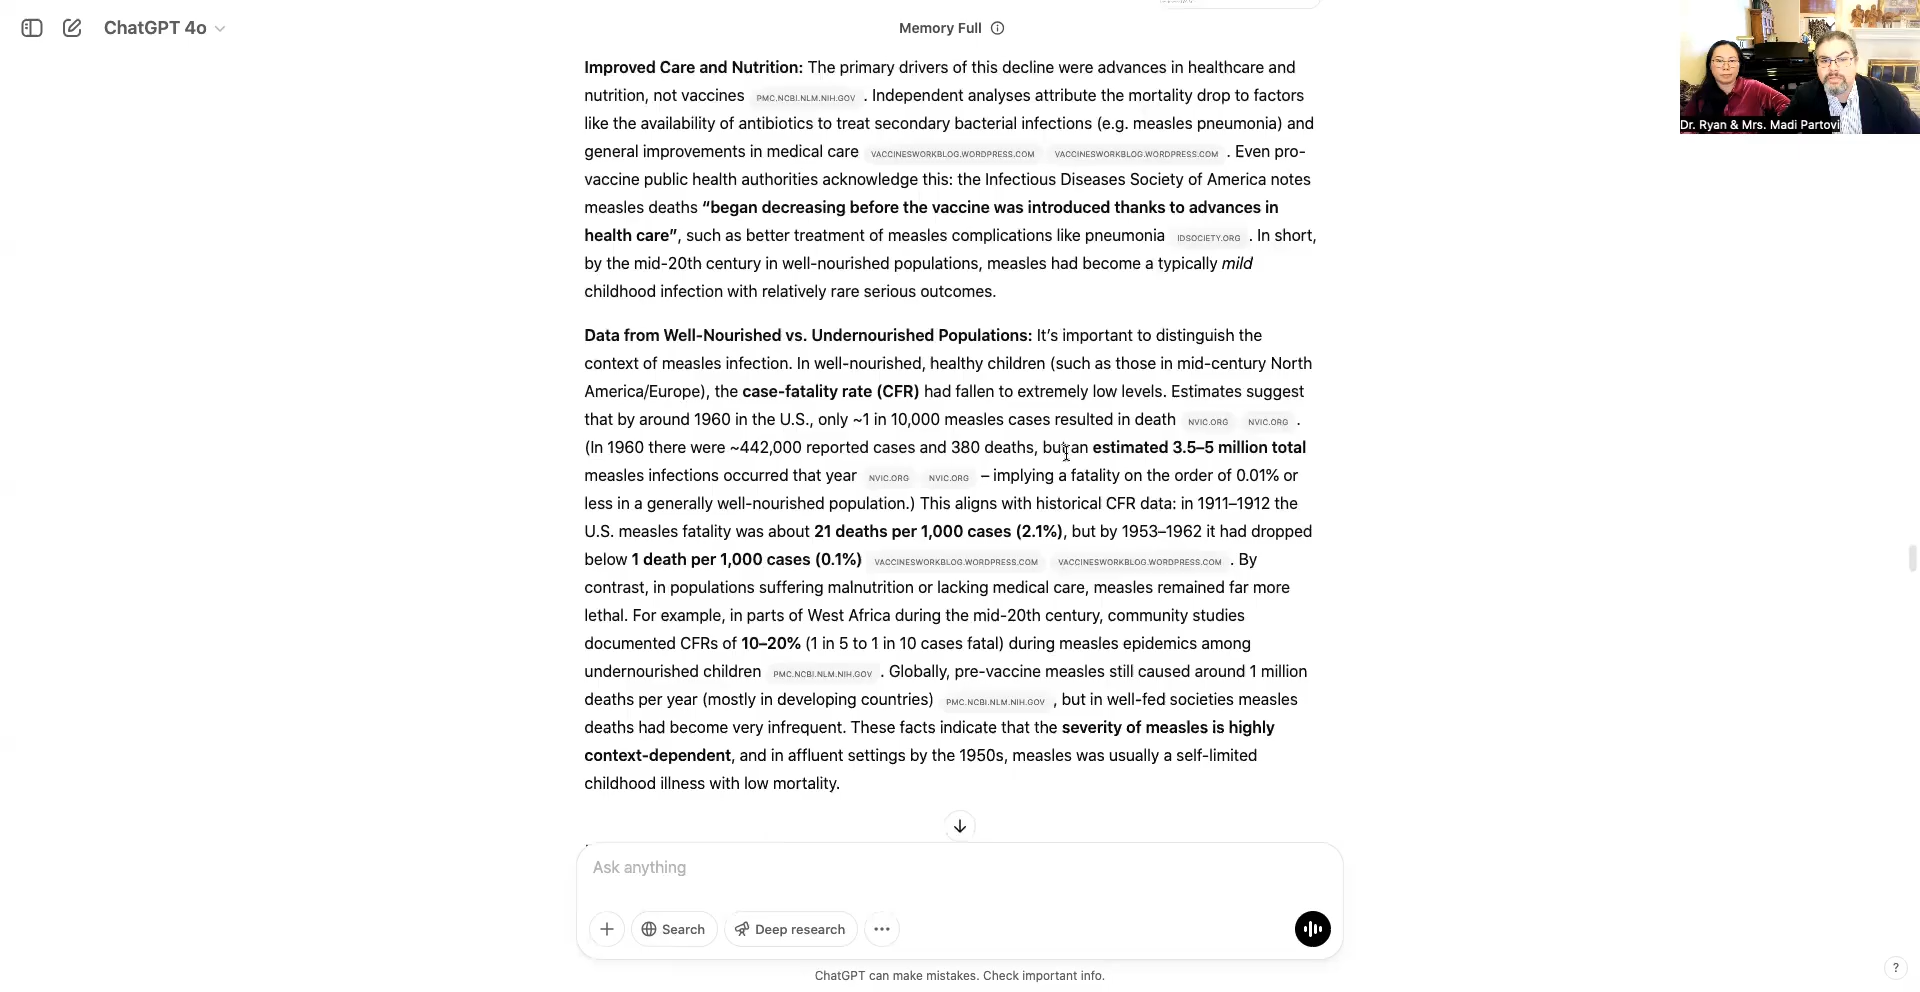 ChatGPT 4o
Memory Full
Dr. Ryan & Mrs. Madi Partovi
Improved Care and Nutrition: The primary drivers of this decline were advances in healthcare and
nutrition, not vaccines PMC.NCBI.NLM.NIH.GOV . Independent analyses attribute the mortality drop to factors
like the availability of antibiotics to treat secondary bacterial infections (e.g. measles pneumonia) and
general improvements in medical care VACCINESWORKBLOG.WORDPRESS.COM VACCINESWORKBLOG.WORDPRESS.COM . Even pro-
vaccine public health authorities acknowledge this: the Infectious Diseases Society of America notes
measles deaths “began decreasing before the vaccine was introduced thanks to advances in
health care”, such as better treatment of measles complications like pneumonia IDSOCIETY.ORG . In short,
by the mid-20th century in well-nourished populations, measles had become a typically mild
childhood infection with relatively rare serious outcomes.
Data from Well-Nourished vs. Undernourished Populations: It’s important to distinguish the
context of measles infection. In well-nourished, healthy children (such as those in mid-century North
America/Europe), the case-fatality rate (CFR) had fallen to extremely low levels. Estimates suggest
that by around 1960 in the U.S., only ~1 in 10,000 measles cases resulted in death NVIC.ORG NVIC.ORG .
(In 1960 there were ~442,000 reported cases and 380 deaths, but an estimated 3.5–5 million total
measles infections occurred that year NVIC.ORG NVIC.ORG – implying a fatality on the order of 0.01% or
less in a generally well-nourished population.) This aligns with historical CFR data: in 1911–1912 the
U.S. measles fatality was about 21 deaths per 1,000 cases (2.1%), but by 1953–1962 it had dropped
below 1 death per 1,000 cases (0.1%) VACCINESWORKBLOG.WORDPRESS.COM VACCINESWORKBLOG.WORDPRESS.COM . By
contrast, in populations suffering malnutrition or lacking medical care, measles remained far more
lethal. For example, in parts of West Africa during the mid-20th century, community studies
documented CFRs of 10–20% (1 in 5 to 1 in 10 cases fatal) during measles epidemics among
undernourished children PMC.NCBI.NLM.NIH.GOV . Globally, pre-vaccine measles still caused around 1 million
deaths per year (mostly in developing countries) PMC.NCBI.NLM.NIH.GOV , but in well-fed societies measles
deaths had become very infrequent. These facts indicate that the severity of measles is highly
context-dependent, and in affluent settings by the 1950s, measles was usually a self-limited
childhood illness with low mortality.
Ask anything
Search
Deep research
ChatGPT can make mistakes. Check important info.
?